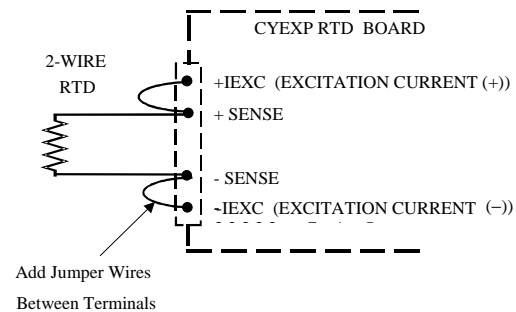 CYEXP RTD BOARD
2-WIRE
RTD
+IEXC (EXCITATION CURRENT (+))
+ SENSE
- SENSE
-IEXC (EXCITATION CURRENT (−))
Add Jumper Wires
Between Terminals